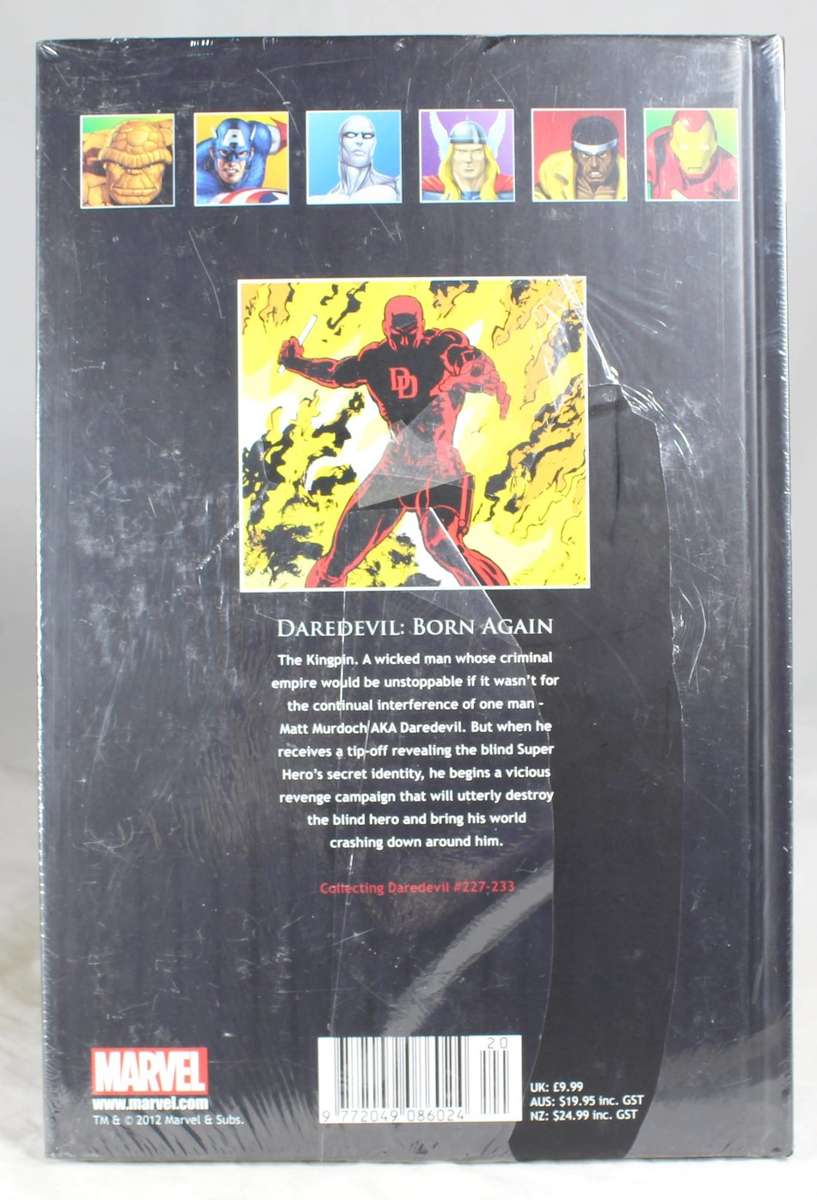 A
DD
DAREDEVIL: BORN AGAIN
The Kingpin. A wicked man whose criminal
empire would be unstoppable if it wasn't for
the continual interference of one man -
Matt Murdoch AKA Daredevil. But when he
receives a tip-off revealing the blind Super
Hero's secret identity, he begins a vicious
revenge campaign that will utterly destroy
the blind hero and bring his world
crashing down around him.
Collecting Daredevil #227-233
MARVEL
www.marvel.com
TM & © 2012 Marvel & Subs.
20
9 772049 086024
UK: £9.99
AUS: $19.95 inc. GST
NZ: $24.99 inc. GST